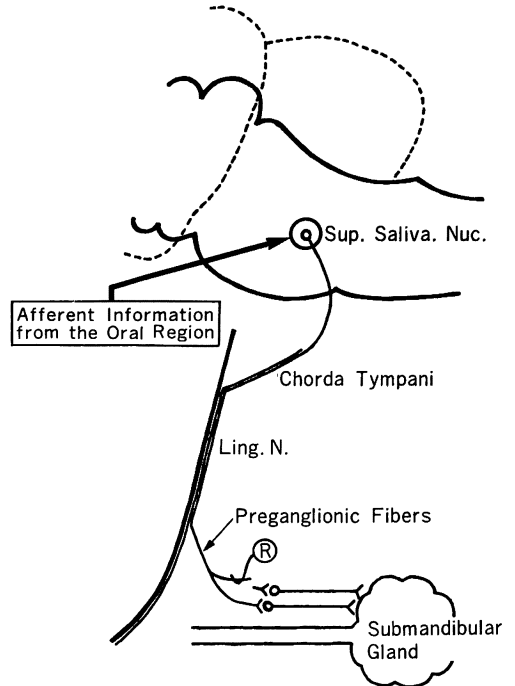 Sup. Saliva. Nuc.
Afferent Information
from the Oral Region
Chorda Tympani
Ling. N.
Preganglionic Fibers
R
Submandibular
Gland